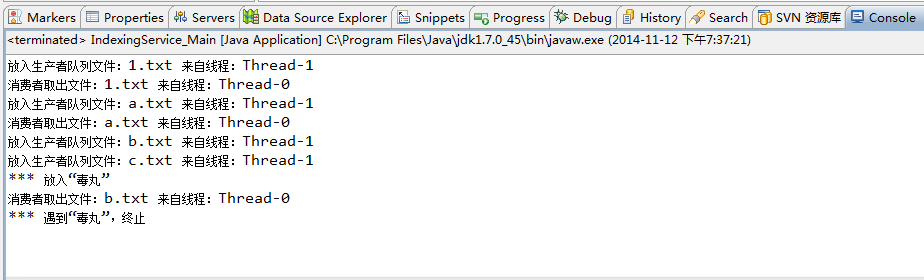 Markers Properties Servers Data Source Explorer Snippets Progress Debug History Search SVN 资源库 Console
<terminated> IndexingService_Main [Java Application] C:\Program Files\Java\jdk1.7.0_45\bin\javaw.exe (2014-11-12 下午7:37:21)
放入生产者队列文件：1.txt 来自线程：Thread-1
消费者取出文件：1.txt 来自线程：Thread-0
放入生产者队列文件：a.txt 来自线程：Thread-1
消费者取出文件：a.txt 来自线程：Thread-0
放入生产者队列文件：b.txt 来自线程：Thread-1
放入生产者队列文件：c.txt 来自线程：Thread-1
*** 放入“毒丸”
消费者取出文件：b.txt 来自线程：Thread-0
*** 遇到“毒丸”，终止